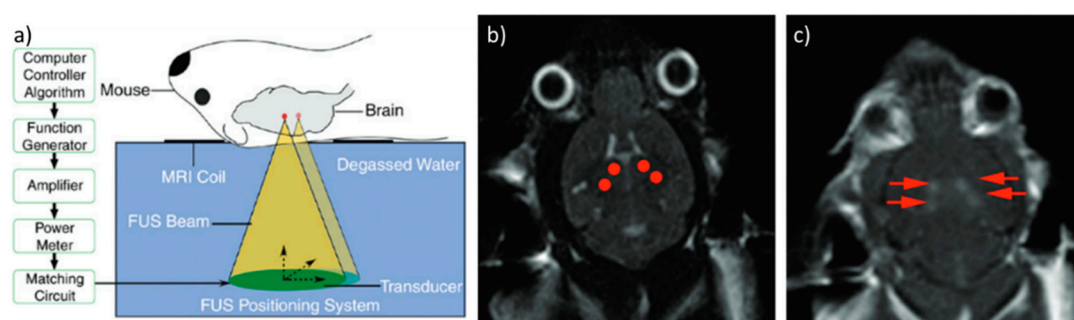 a)
Computer
Controller
Algorithm
Function
Generator
Amplifier
Power
Meter
Matching
Circuit
Mouse
Brain
MRI Coil
Degassed Water
FUS Beam
Transducer
FUS Positioning System
b)
c)